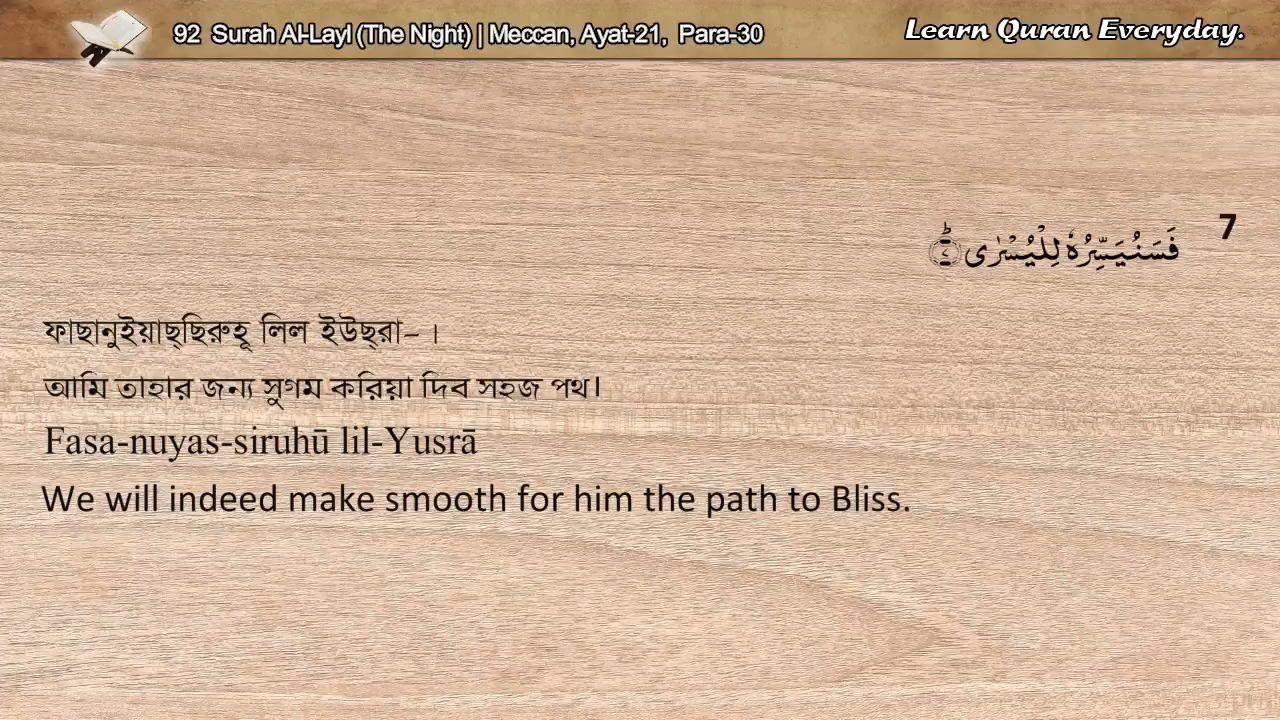 92 Surah Al-Layl (The Night) | Meccan, Ayat-21, Para-30
Learn Quran Everyday.
7
فَسَنُيَسِّرُهٗ لِلْيُسْرٰى ؕ﴿۷﴾
ফাছানুইয়াছ্ছিরুহূ লিল ইউছ্রা– ।
আমি তাহার জন্য সুগম করিয়া দিব সহজ পথ।
Fasa-nuyas-siruhū lil-Yusrā
We will indeed make smooth for him the path to Bliss.